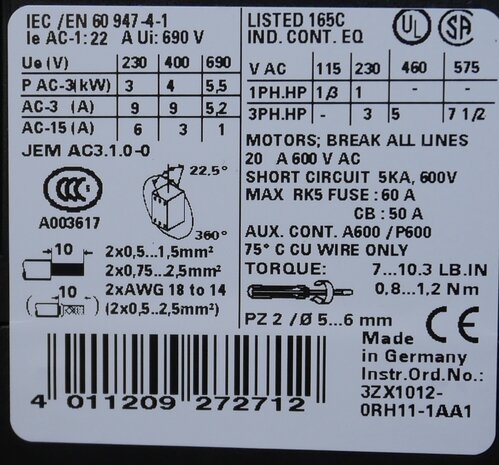 IEC /EN 60 947-4-1
Ie AC-1: 22 A Ui: 690 V
Ue (V) 230 400 690
P AC-3(kW) 3 4 5,5
AC-3 (A) 9 9 5,2
AC-15 (A) 6 3 1
JEM AC3.1.0-0
CCC
A003617
22.5°
360°
10 2x0,5...1,5mm²
2x0,75...2,5mm²
2xAWG 18 to 14
( 10 ) (2x0,5...2,5mm²)
LISTED 165C
IND. CONT. EQ
UL SA
V AC 115 230 460 575
1PH.HP 1/3 1 - -
3PH.HP - 3 5 7 1/2
MOTORS; BREAK ALL LINES
20 A 600 V AC
SHORT CIRCUIT 5KA, 600V
MAX RK5 FUSE : 60 A
CB : 50 A
AUX. CONT. A600 / P600
75° C CU WIRE ONLY
TORQUE: 7...10.3 LB.IN
0,8...1,2 Nm
PZ 2 / Ø 5...6 mm
Made CE
in Germany
Instr.Ord.No.:
3ZX1012-
0RH11-1AA1
4 011209 272712